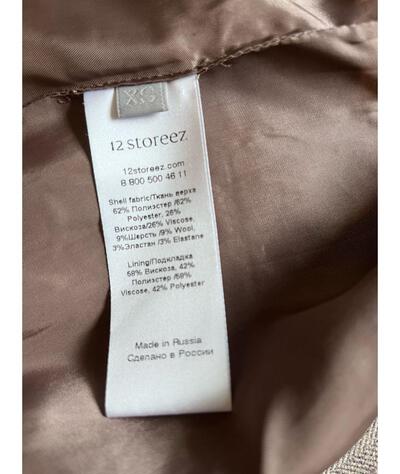 XS
12 storeez
12storeez.com
8 800 500 46 11
Shell fabric/Ткань верха
62% Полиэстер /62%
Polyester, 26%
Вискоза/26% Viscose,
9%Шерсть /9% Wool,
3%Эластан /3% Elastane
Lining/Подкладка
58% Вискоза, 42%
Полиэстер /58%
Viscose, 42% Polyester
Made in Russia
Сделано в России